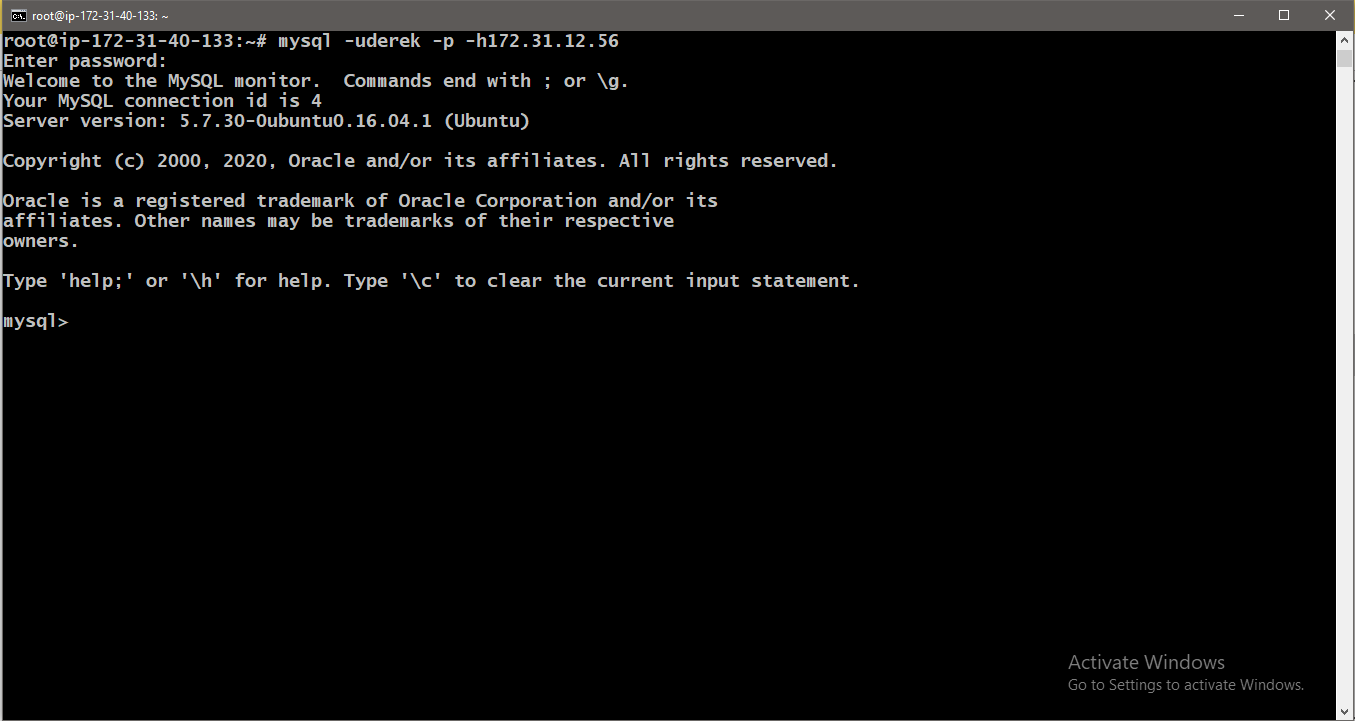 root@ip-172-31-40-133: ~
root@ip-172-31-40-133:~# mysql -uderek -p -h172.31.12.56
Enter password:
Welcome to the MySQL monitor.  Commands end with ; or \g.
Your MySQL connection id is 4
Server version: 5.7.30-0ubuntu0.16.04.1 (Ubuntu)
Copyright (c) 2000, 2020, Oracle and/or its affiliates. All rights reserved.
Oracle is a registered trademark of Oracle Corporation and/or its
affiliates. Other names may be trademarks of their respective
owners.
Type 'help;' or '\h' for help. Type '\c' to clear the current input statement.
mysql>
Activate Windows
Go to Settings to activate Windows.